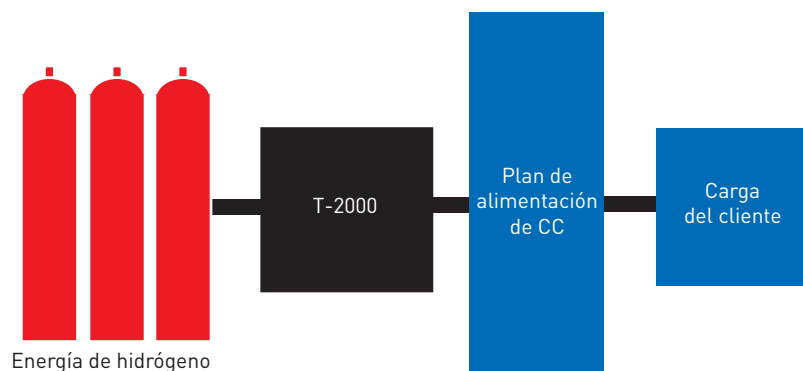 Energía de hidrógeno
T-2000
Plan de
alimentación
de CC
Carga
del cliente